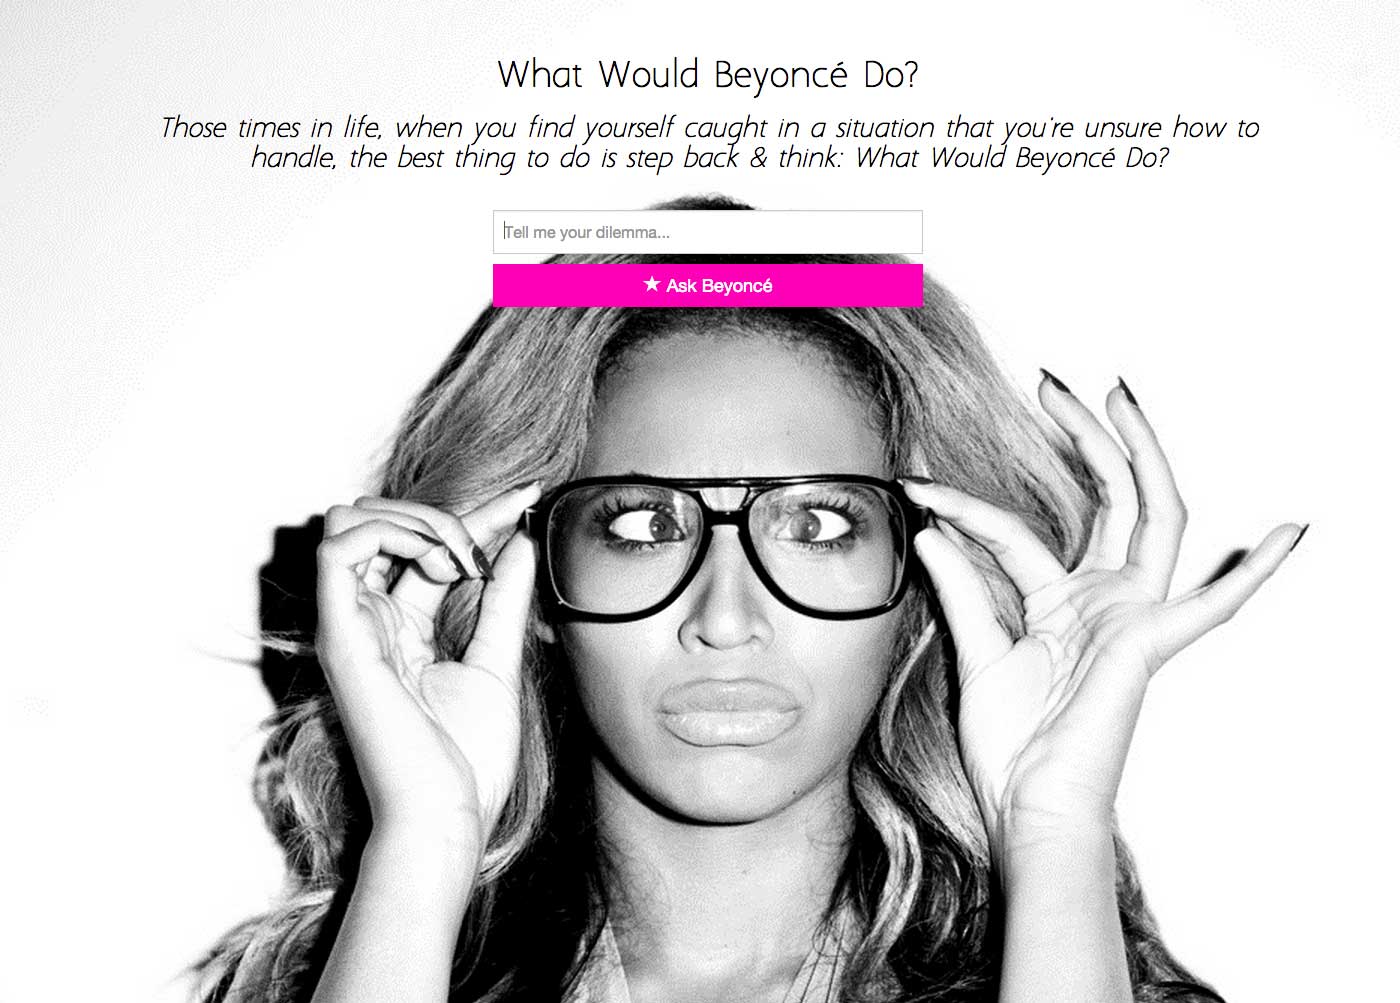 What Would Beyoncé Do?
Those times in life, when you find yourself caught in a situation that you're unsure how to
handle, the best thing to do is step back & think: What Would Beyoncé Do?
Tell me your dilemma...
★ Ask Beyoncé